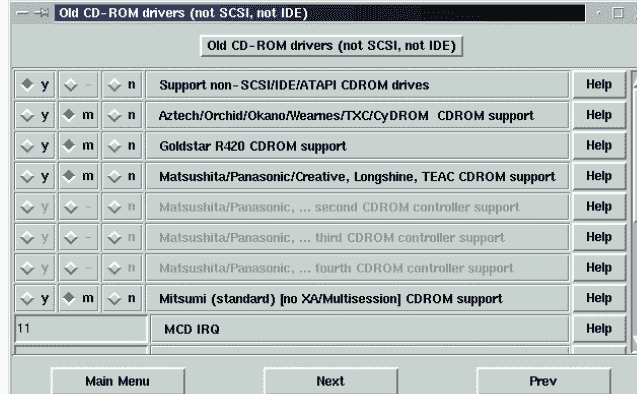 Old CD-ROM drivers (not SCSI, not IDE)
Old CD-ROM drivers (not SCSI, not IDE)
y - n Support non-SCSI/IDE/ATAPI CDROM drives Help
y m n Aztech/Orchid/Okano/Wearnes/TXC/CyDROM CDROM support Help
y m n Goldstar R420 CDROM support Help
y m n Matsushita/Panasonic/Creative, Longshine, TEAC CDROM support Help
y - n Matsushita/Panasonic, ... second CDROM controller support Help
y - n Matsushita/Panasonic, ... third CDROM controller support Help
y - n Matsushita/Panasonic, ... fourth CDROM controller support Help
y m n Mitsumi (standard) [no XA/Multisession] CDROM support Help
11 MCD IRQ Help
Main Menu Next Prev